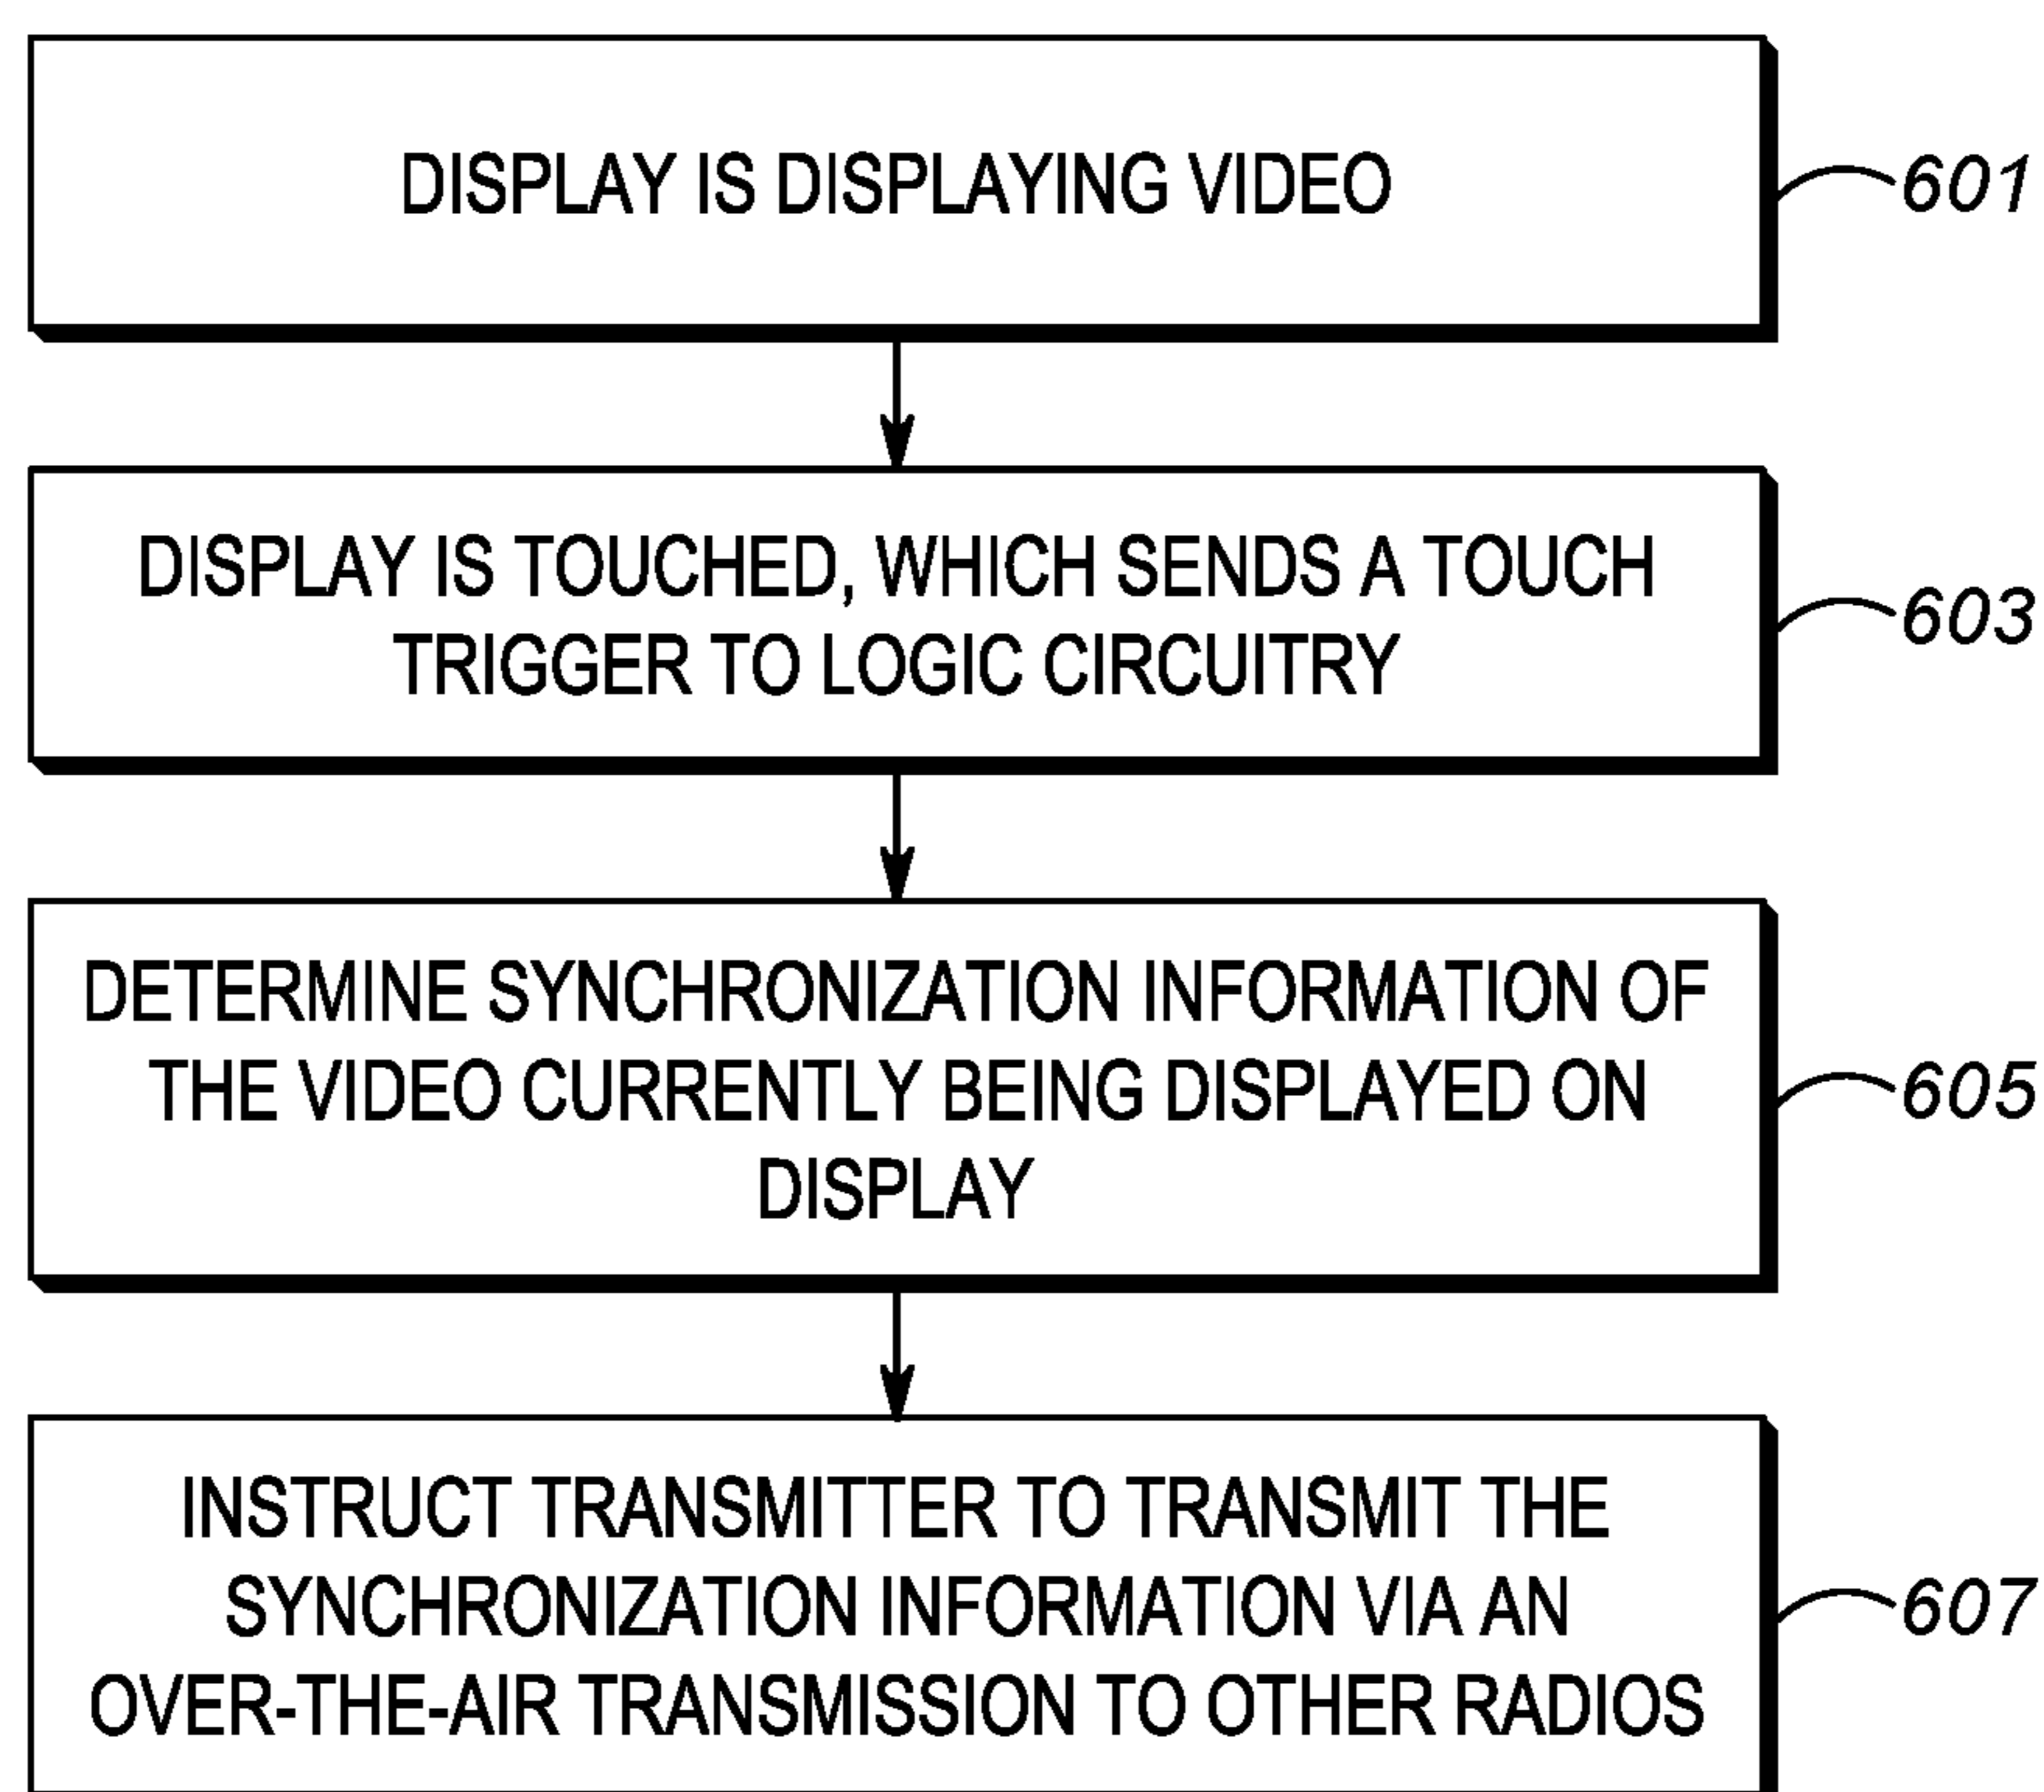 DISPLAY IS DISPLAYING VIDEO
601
DISPLAY IS TOUCHED, WHICH SENDS A TOUCH
TRIGGER TO LOGIC CIRCUITRY
603
DETERMINE SYNCHRONIZATION INFORMATION OF
THE VIDEO CURRENTLY BEING DISPLAYED ON
DISPLAY
605
INSTRUCT TRANSMITTER TO TRANSMIT THE
SYNCHRONIZATION INFORMATION VIA AN
OVER-THE-AIR TRANSMISSION TO OTHER RADIOS
607